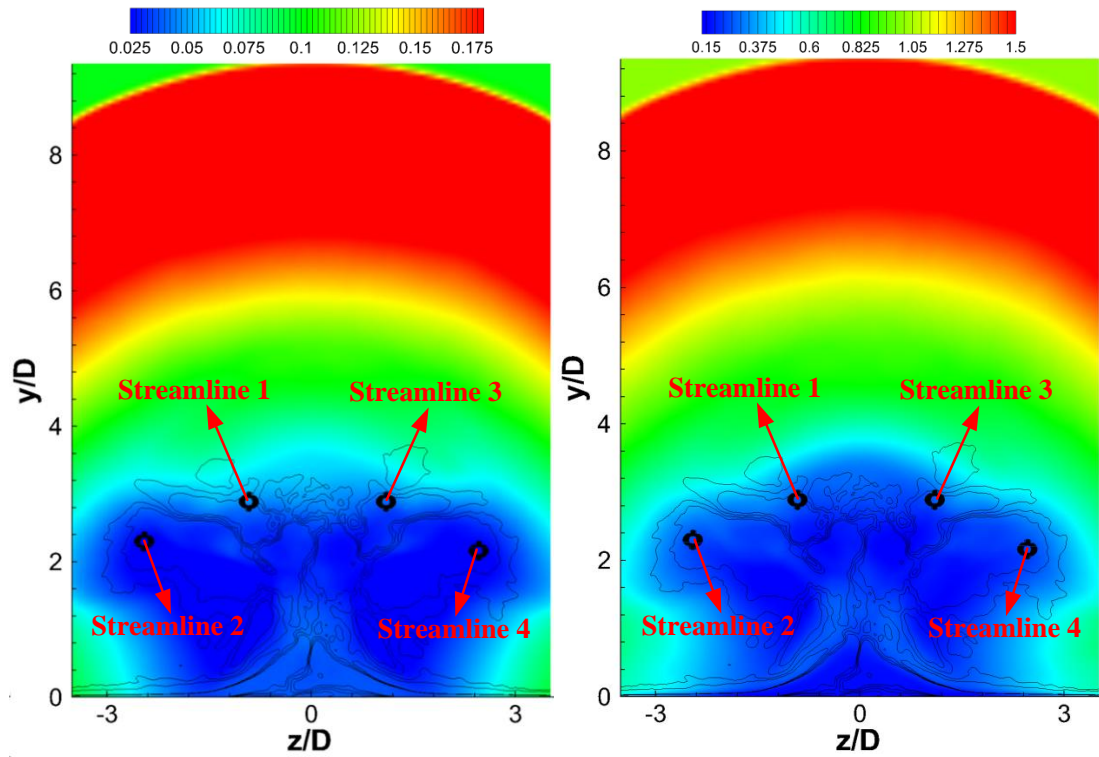 0.025 0.05 0.075 0.1 0.125 0.15 0.175
8
6
4
2
0
y/D
Streamline 1
Streamline 3
Streamline 2
Streamline 4
-3 0 3
z/D
0.15 0.375 0.6 0.825 1.05 1.275 1.5
8
6
4
2
0
y/D
Streamline 1
Streamline 3
Streamline 2
Streamline 4
-3 0 3
z/D